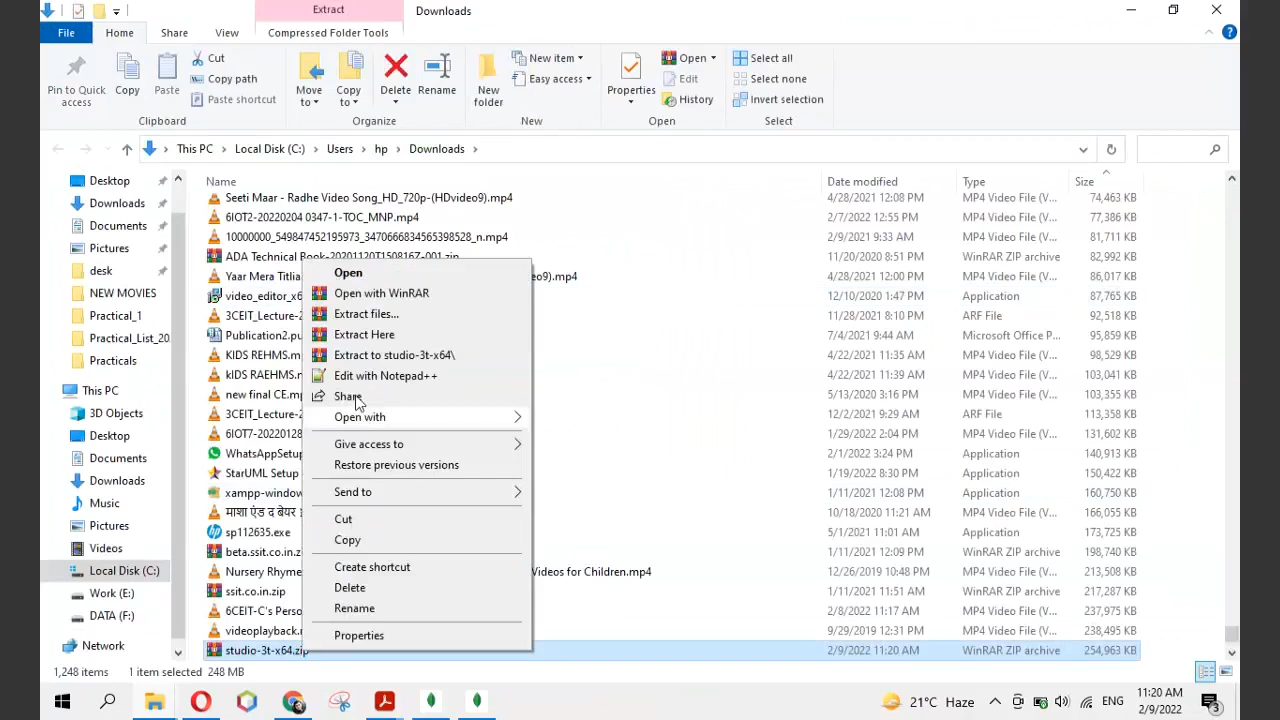 Extract
Downloads
File
Home
Share
View
Compressed Folder Tools
Pin to Quick access
Copy
Paste
Cut
Copy path
Paste shortcut
Clipboard
Move to
Copy to
Delete
Rename
Organize
New folder
New item
Easy access
New
Properties
Open
Edit
History
Open
Select all
Select none
Invert selection
Select
This PC
Local Disk (C:)
Users
hp
Downloads
Desktop
Downloads
Documents
Pictures
desk
NEW MOVIES
Practical_1
Practical_List_20
Practicals
This PC
3D Objects
Desktop
Documents
Downloads
Music
Pictures
Videos
Local Disk (C:)
Work (E:)
DATA (F:)
Network
Name Date modified Type Size
Seeti Maar - Radhe Video Song_HD_720p-(HDvideo9).mp4 4/28/2021 12:08 PM MP4 Video File (V... 74,463 KB
6IOT2-20220204 0347-1-TOC_MNP.mp4 2/7/2022 12:55 PM MP4 Video File (V... 77,386 KB
10000000_549847452195973_3470666834565398528_n.mp4 2/9/2021 9:33 AM MP4 Video File (V... 81,711 KB
ADA Technical Book-20201120T150816Z-001.zip 11/20/2020 8:51 PM WinRAR ZIP archive 82,992 KB
Yaar Mera Titlia eo9).mp4 4/28/2021 12:00 PM MP4 Video File (V... 86,017 KB
video_editor_x6 12/10/2020 1:47 PM Application 87,765 KB
3CEIT_Lecture- 11/28/2021 8:13 PM ARF File 94,562 KB
Publication2.pu 7/4/2021 9:44 AM Microsoft Office P... 95,859 KB
KIDS REHMS.m 4/22/2021 11:35 AM MP4 Video File (V... 98,529 KB
kIDS RAEHMS.m 4/22/2021 11:39 AM MP4 Video File (V... 103,041 KB
new final CE.m 5/13/2020 3:16 PM MP4 Video File (V... 103,361 KB
3CEIT_Lecture- 12/2/2021 9:29 AM ARF File 113,358 KB
6IOT7-20220128 1/29/2022 2:04 PM MP4 Video File (V... 131,602 KB
WhatsAppSetup 2/1/2022 3:24 PM Application 140,913 KB
StarUML Setup 1/19/2022 8:30 PM Application 150,422 KB
xampp-window 1/11/2021 12:08 PM Application 160,750 KB
माशा एंड द बेयर 10/18/2020 11:21 AM MP4 Video File (V... 166,055 KB
sp112635.exe 5/1/2021 11:01 AM Application 173,725 KB
beta.ssit.co.in.z 1/11/2021 12:09 PM WinRAR ZIP archive 198,740 KB
Nursery Rhyme Videos for Children.mp4 12/26/2019 10:48 PM MP4 Video File (V... 213,508 KB
ssit.co.in.zip 1/11/2021 11:51 AM WinRAR ZIP archive 217,287 KB
6CEIT-C's Perso 2/8/2022 11:17 AM MP4 Video File (V... 237,975 KB
videoplayback. 9/29/2019 12:31 PM MP4 Video File (V... 238,495 KB
studio-3t-x64.zip 2/9/2022 11:20 AM WinRAR ZIP archive 254,963 KB
Open
Open with WinRAR
Extract files...
Extract Here
Extract to studio-3t-x64\
Edit with Notepad++
Share
Open with
Give access to
Restore previous versions
Send to
Cut
Copy
Create shortcut
Delete
Rename
Properties
1,248 items 1 item selected 248 MB
21°C Haze
ENG
11:20 AM
2/9/2022
3